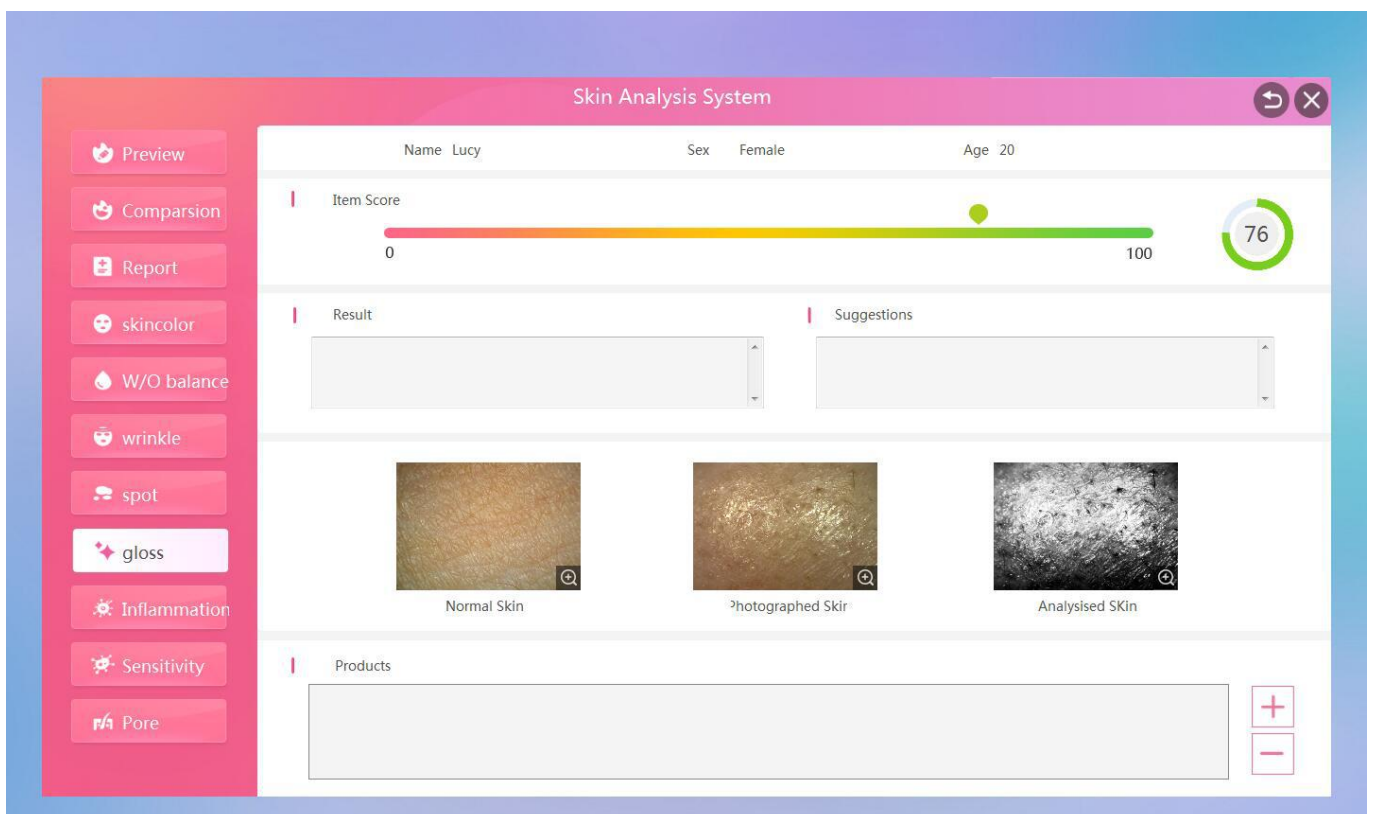 Skin Analysis System
Preview
Comparsion
Report
skincolor
W/O balance
wrinkle
spot
gloss
Inflammation
Sensitivity
Pore
Name Lucy Sex Female Age 20
Item Score
0 100
76
Result
Suggestions
Normal Skin
Photographed Skir
Analysised SKin
Products